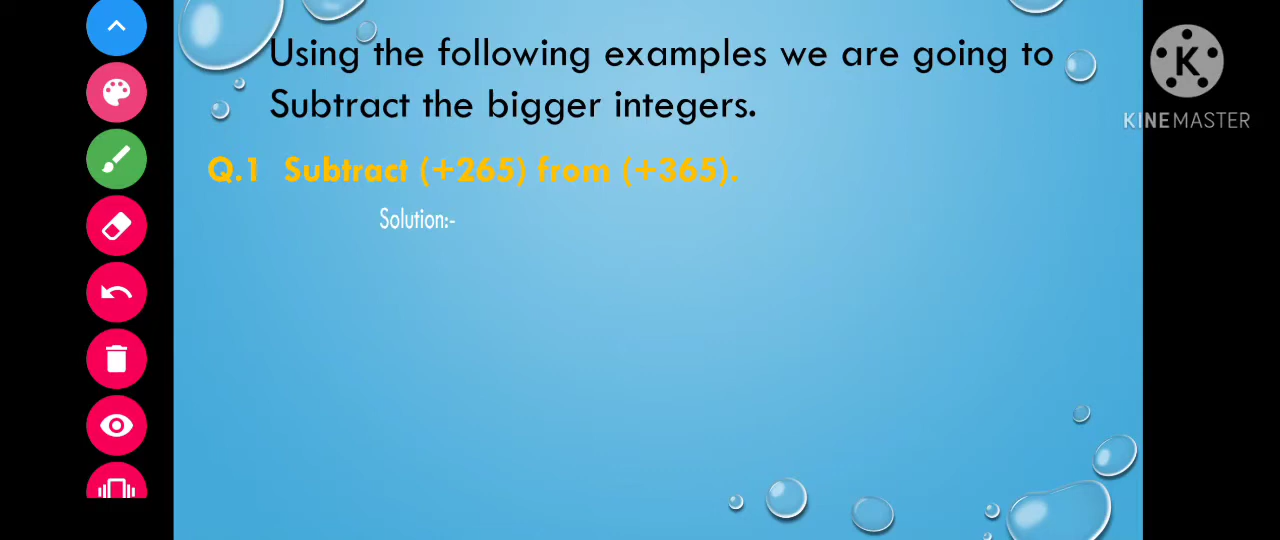 Using the following examples we are going to
Subtract the bigger integers.
Q.1 Subtract (+265) from (+365).
Solution:-
K
KINEMASTER